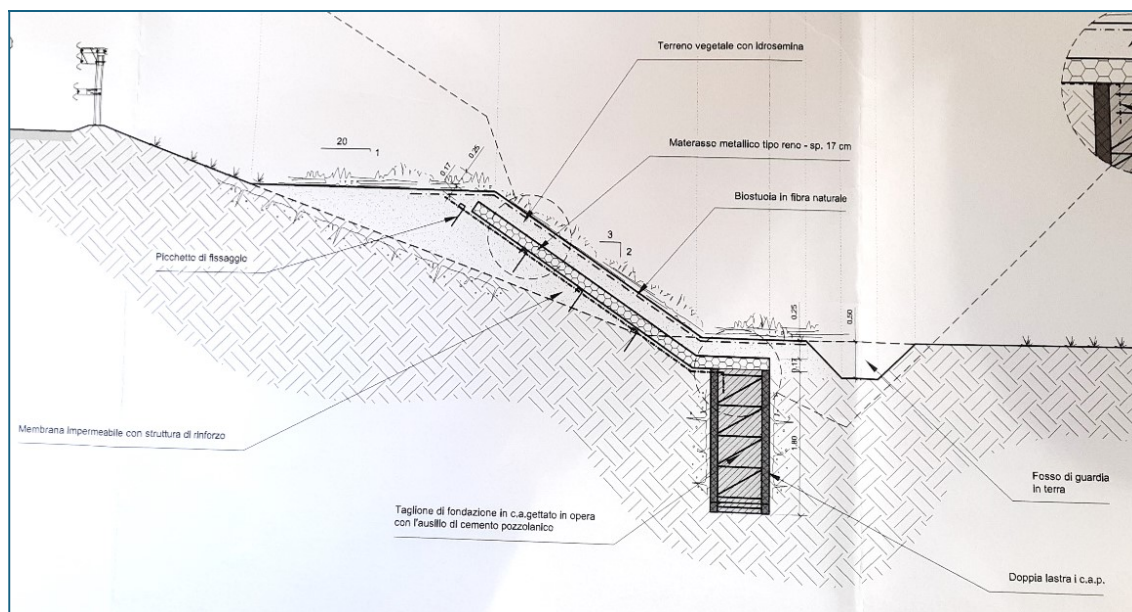 Terreno vegetale con idrosemina
20
1
0.17
0.25
Materasso metallico tipo reno - sp. 17 cm
Biostuoia in fibra naturale
3
2
Picchetto di fissaggio
0.25
0.50
0.17
Membrana impermeabile con struttura di rinforzo
1.80
Fosso di guardia
in terra
Taglione di fondazione in c.a.gettato in opera
con l'ausilio di cemento pozzolanico
Doppia lastra i c.a.p.